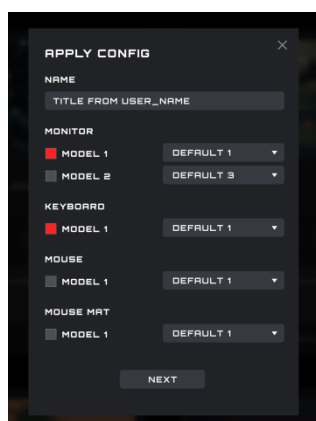 APPLY CONFIG
NAME
TITLE FROM USER_NAME
MONITOR
MODEL 1 DEFAULT 1
MODEL 2 DEFAULT 3
KEYBOARD
MODEL 1 DEFAULT 1
MOUSE
MODEL 1 DEFAULT 1
MOUSE MAT
MODEL 1 DEFAULT 1
NEXT